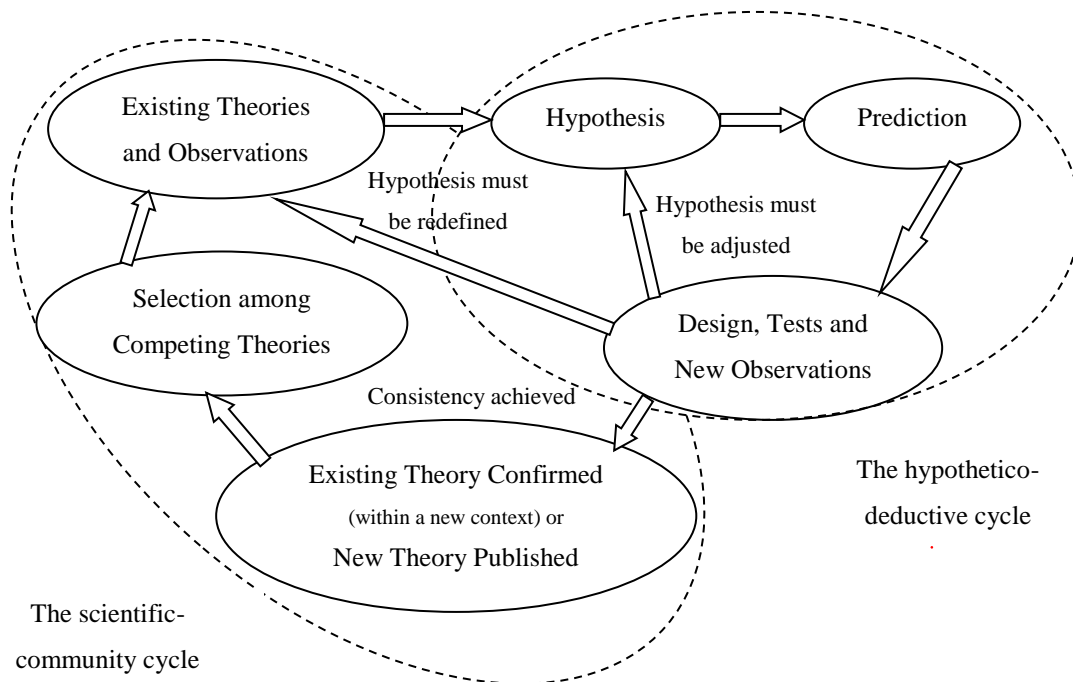 Existing Theories
and Observations
Hypothesis
Prediction
Hypothesis must
be redefined
Hypothesis must
be adjusted
Selection among
Competing Theories
Design, Tests and
New Observations
Consistency achieved
Existing Theory Confirmed
(within a new context) or
New Theory Published
The hypothetico-
deductive cycle
The scientific-
community cycle